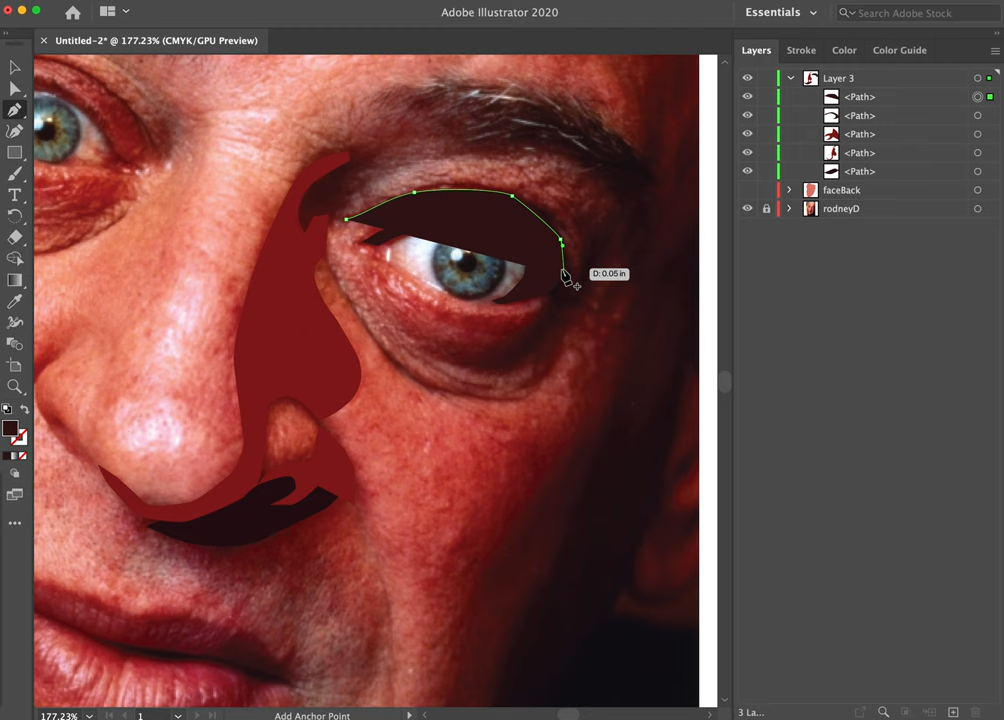 Adobe Illustrator 2020
Essentials
Search Adobe Stock
Untitled-2* @ 177.23% (CMYK/GPU Preview)
Layers
Stroke
Color
Color Guide
Layer 3
<Path>
<Path>
<Path>
<Path>
<Path>
faceBack
rodneyD
D: 0.05 in
T
177.23%
1
Add Anchor Point
3 La...